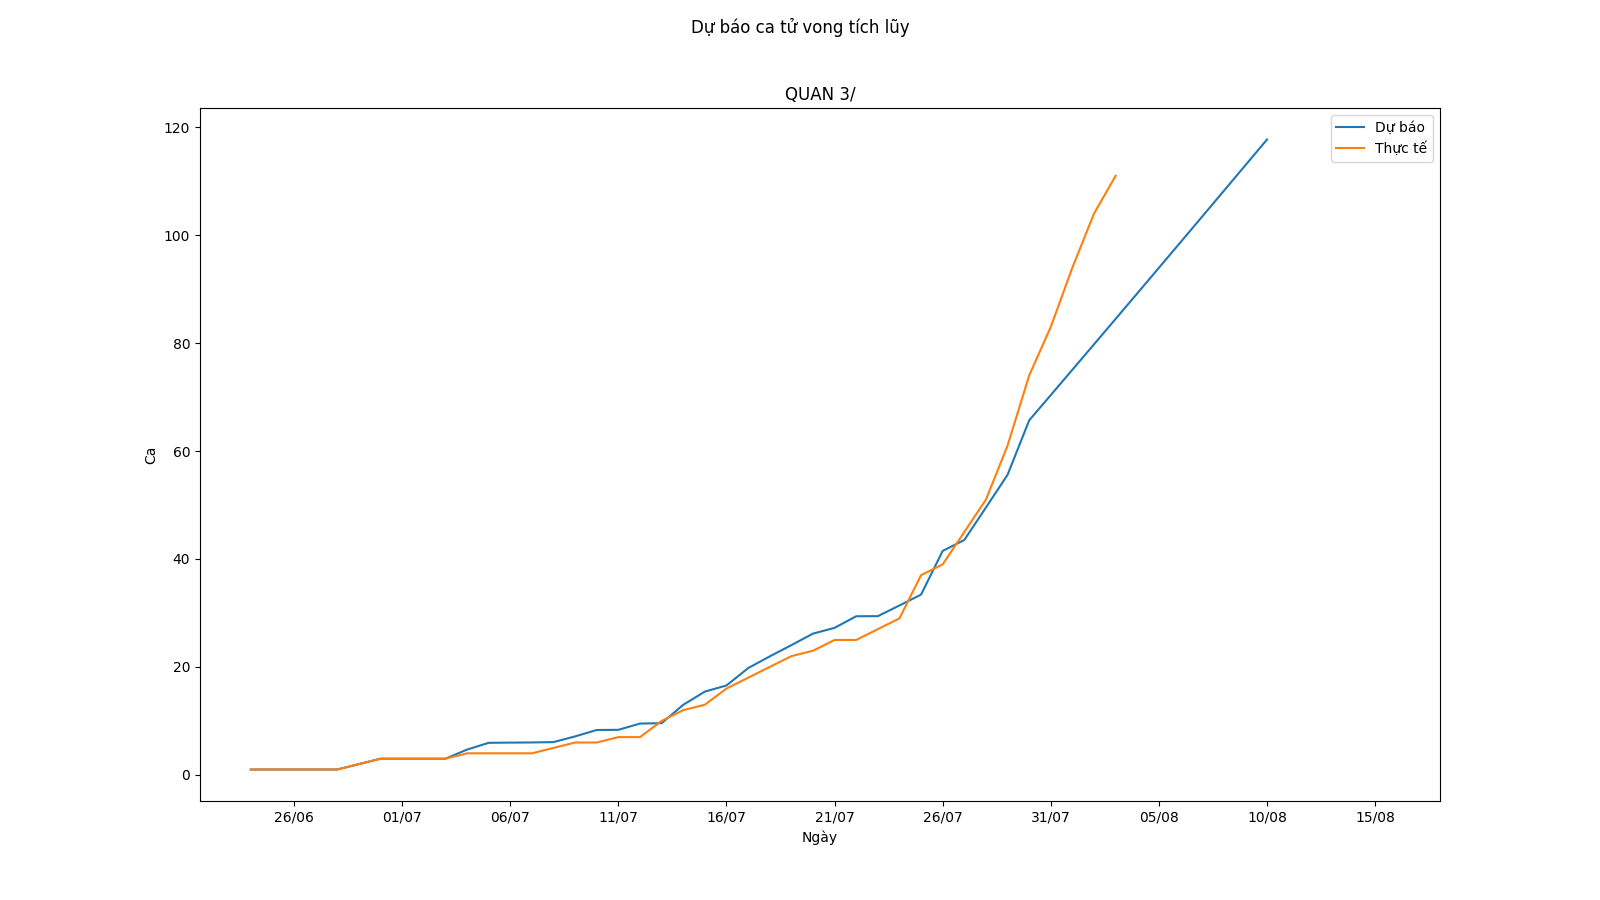 Dự báo ca tử vong tích lũy
QUAN 3/
Dự báo
Thực tế
120
100
80
60
40
20
0
Ca
26/06 01/07 06/07 11/07 16/07 21/07 26/07 31/07 05/08 10/08 15/08
Ngày